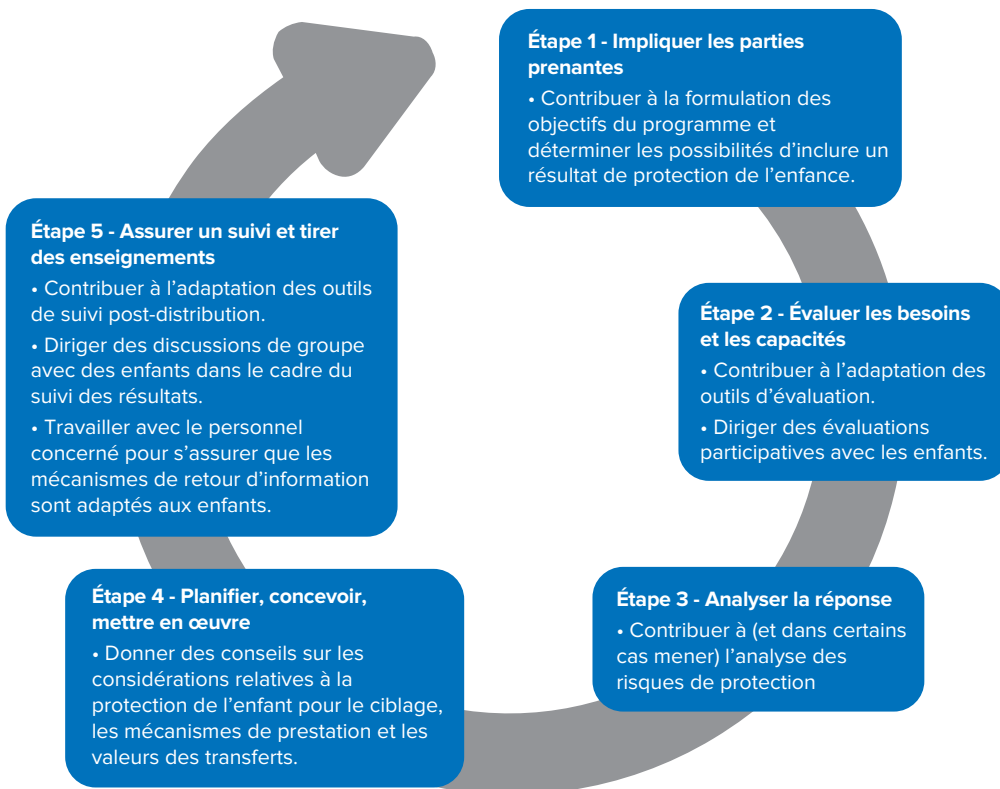 Étape 1 - Impliquer les parties
prenantes
• Contribuer à la formulation des
objectifs du programme et
déterminer les possibilités d’inclure un
résultat de protection de l’enfance.
Étape 2 - Évaluer les besoins
et les capacités
• Contribuer à l’adaptation des
outils d’évaluation.
• Diriger des évaluations
participatives avec les enfants.
Étape 3 - Analyser la réponse
• Contribuer à (et dans certains
cas mener) l’analyse des
risques de protection
Étape 4 - Planifier, concevoir,
mettre en œuvre
• Donner des conseils sur les
considérations relatives à la
protection de l’enfant pour le ciblage,
les mécanismes de prestation et les
valeurs des transferts.
Étape 5 - Assurer un suivi et tirer
des enseignements
• Contribuer à l’adaptation des outils
de suivi post-distribution.
• Diriger des discussions de groupe
avec des enfants dans le cadre du
suivi des résultats.
• Travailler avec le personnel
concerné pour s’assurer que les
mécanismes de retour d’information
sont adaptés aux enfants.